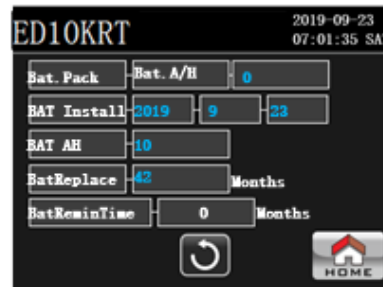 ED10KRT 2019-09-23
07:01:35 SA
Bat. Pack Bat. A/H 0
BAT Install 2019 9 23
BAT AH 10
BatReplace 42 Months
BatReminTime 0 Months
HOME